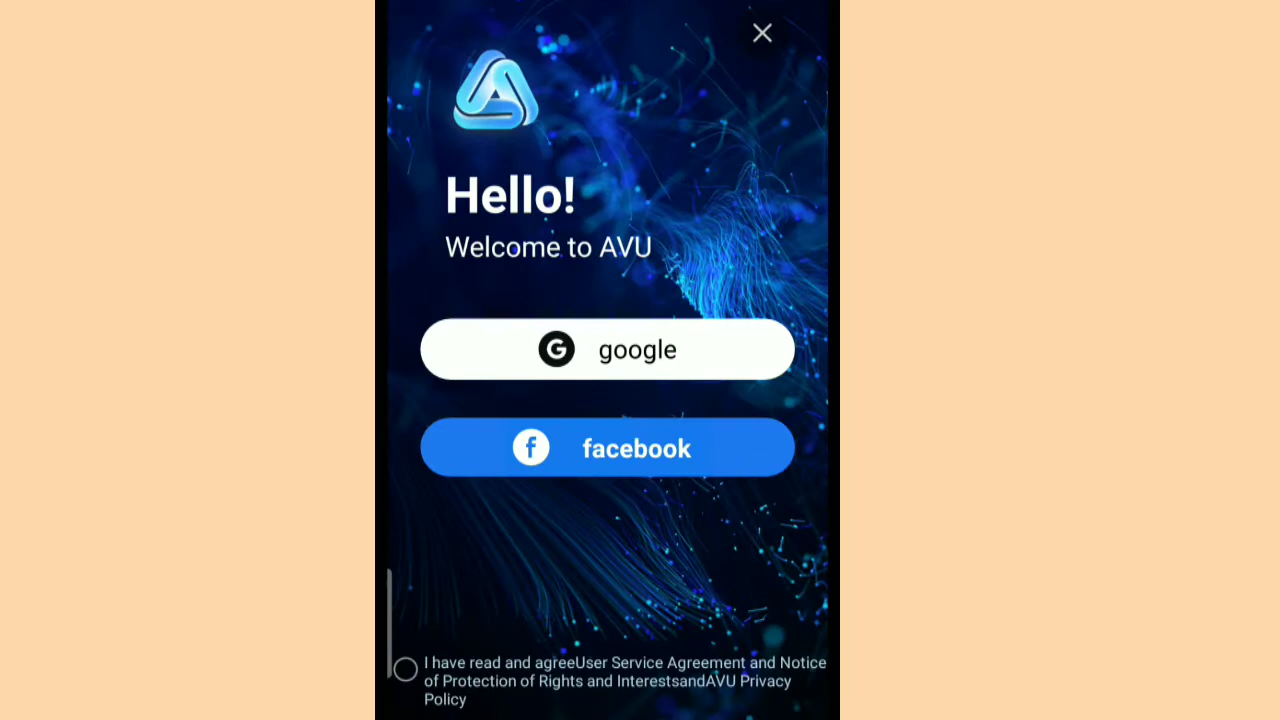 Hello!
Welcome to AVU
G google
f facebook
I have read and agreeUser Service Agreement and Notice
of Protection of Rights and InterestsandAVU Privacy
Policy